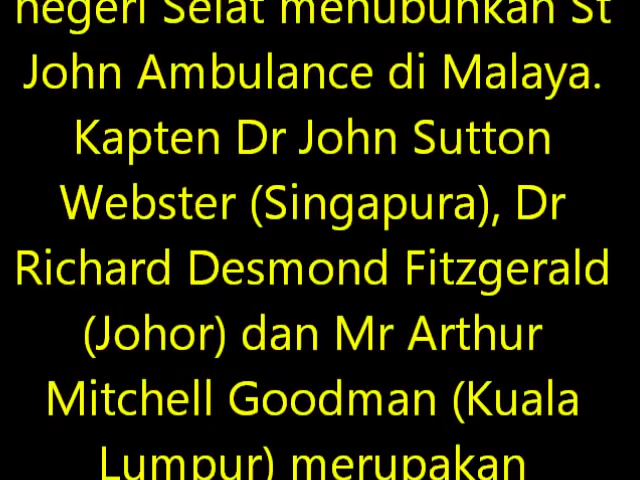 negeri Selat menubuhkan St
John Ambulance di Malaya.
Kapten Dr John Sutton
Webster (Singapura), Dr
Richard Desmond Fitzgerald
(Johor) dan Mr Arthur
Mitchell Goodman (Kuala
Lumpur) merupakan